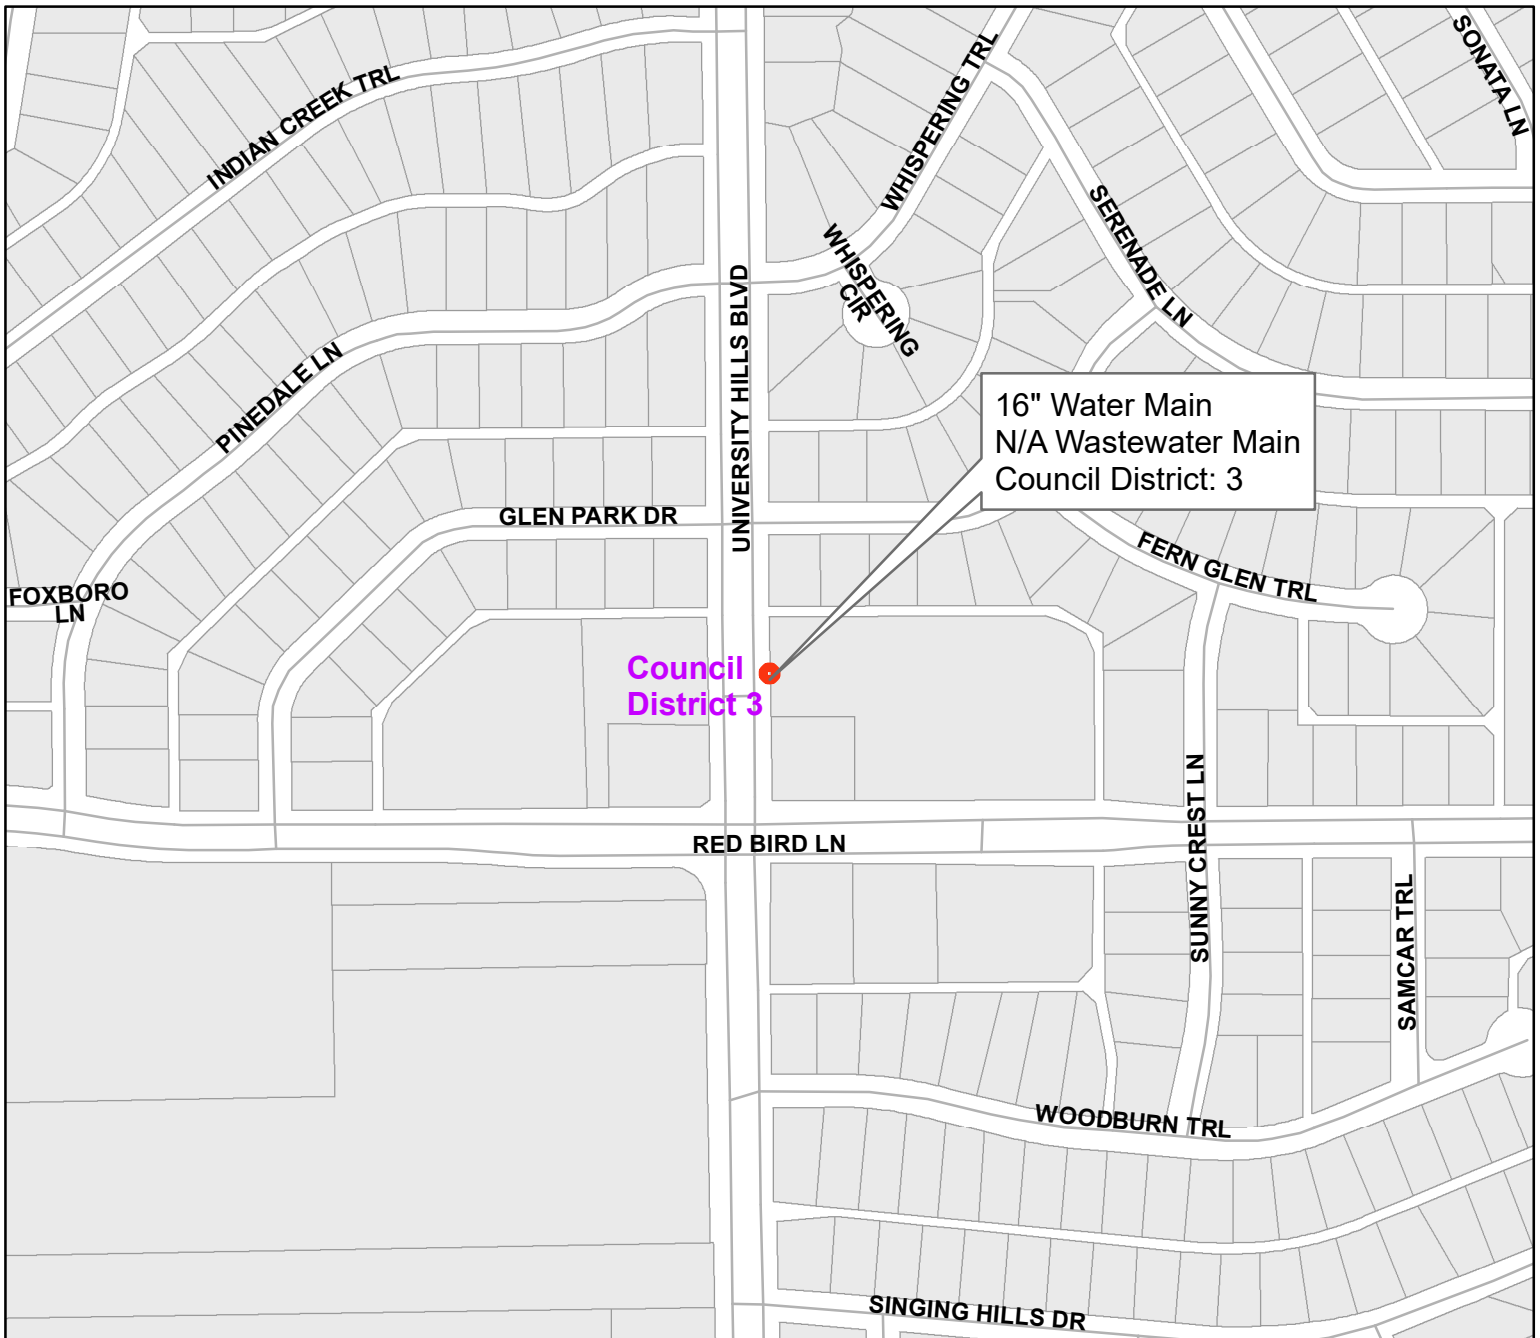 SONATA LN
INDIAN CREEK TRL
WHISPERING TRL
SERENADE LN
WHISPERING
CIR
UNIVERSITY HILLS BLVD
PINEDALE LN
16" Water Main
N/A Wastewater Main
Council District: 3
GLEN PARK DR
FERN GLEN TRL
FOXBORO
LN
Council
District 3
SUNNY CREST LN
RED BIRD LN
SAMCAR TRL
WOODBURN TRL
SINGING HILLS DR